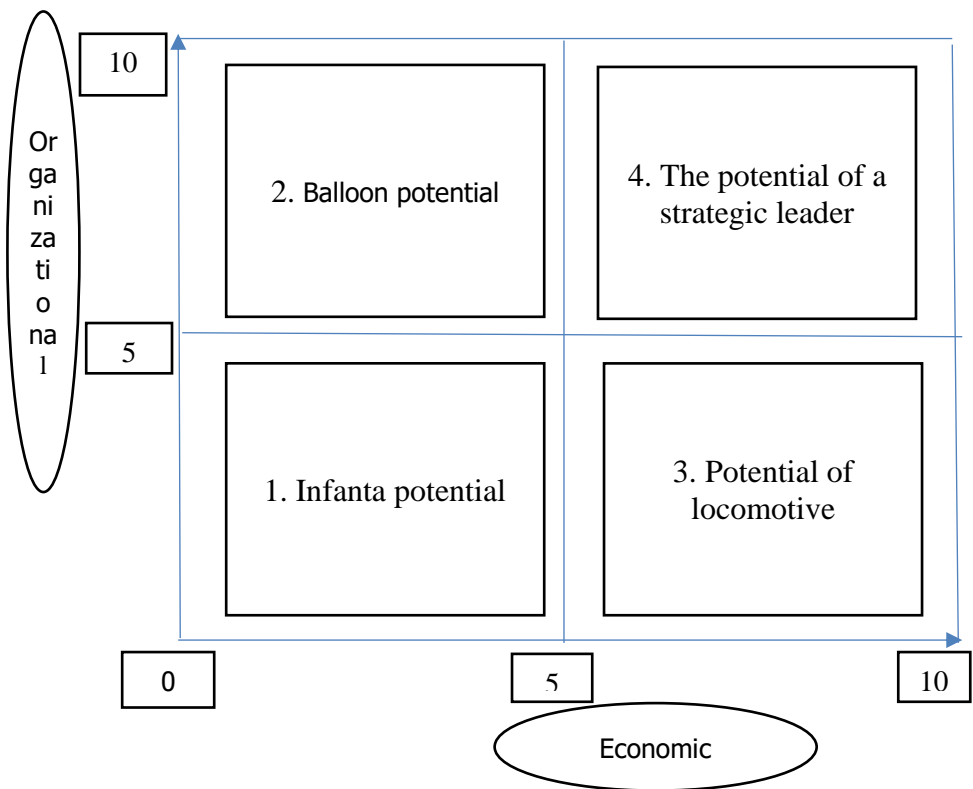 10
Or
ga
ni
za
ti
o
na
l
2. Balloon potential
4. The potential of a
strategic leader
5
1. Infanta potential
3. Potential of
locomotive
0
5
10
Economic